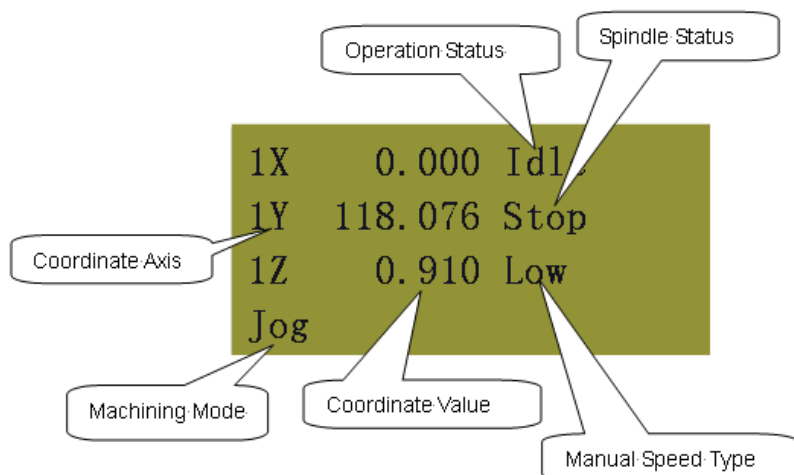 Operation Status
Spindle Status
1X 0.000 Idle
1Y 118.076 Stop
Coordinate Axis
1Z 0.910 Low
Jog
Machining Mode
Coordinate Value
Manual Speed Type